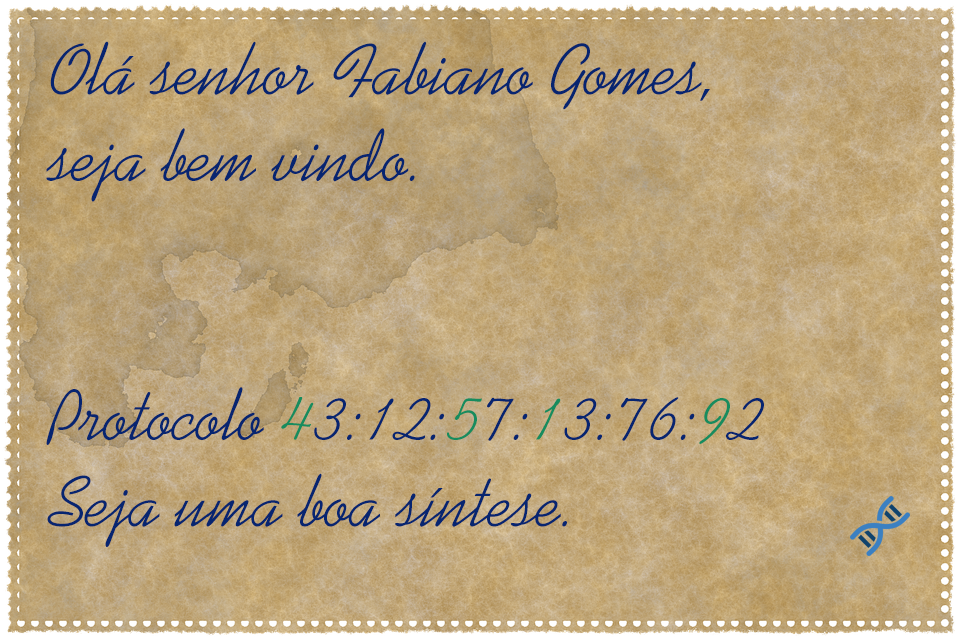 Olá senhor Fabiano Gomes,
seja bem vindo.
Protocolo 43:12:57:13:76:92
Seja uma boa síntese.